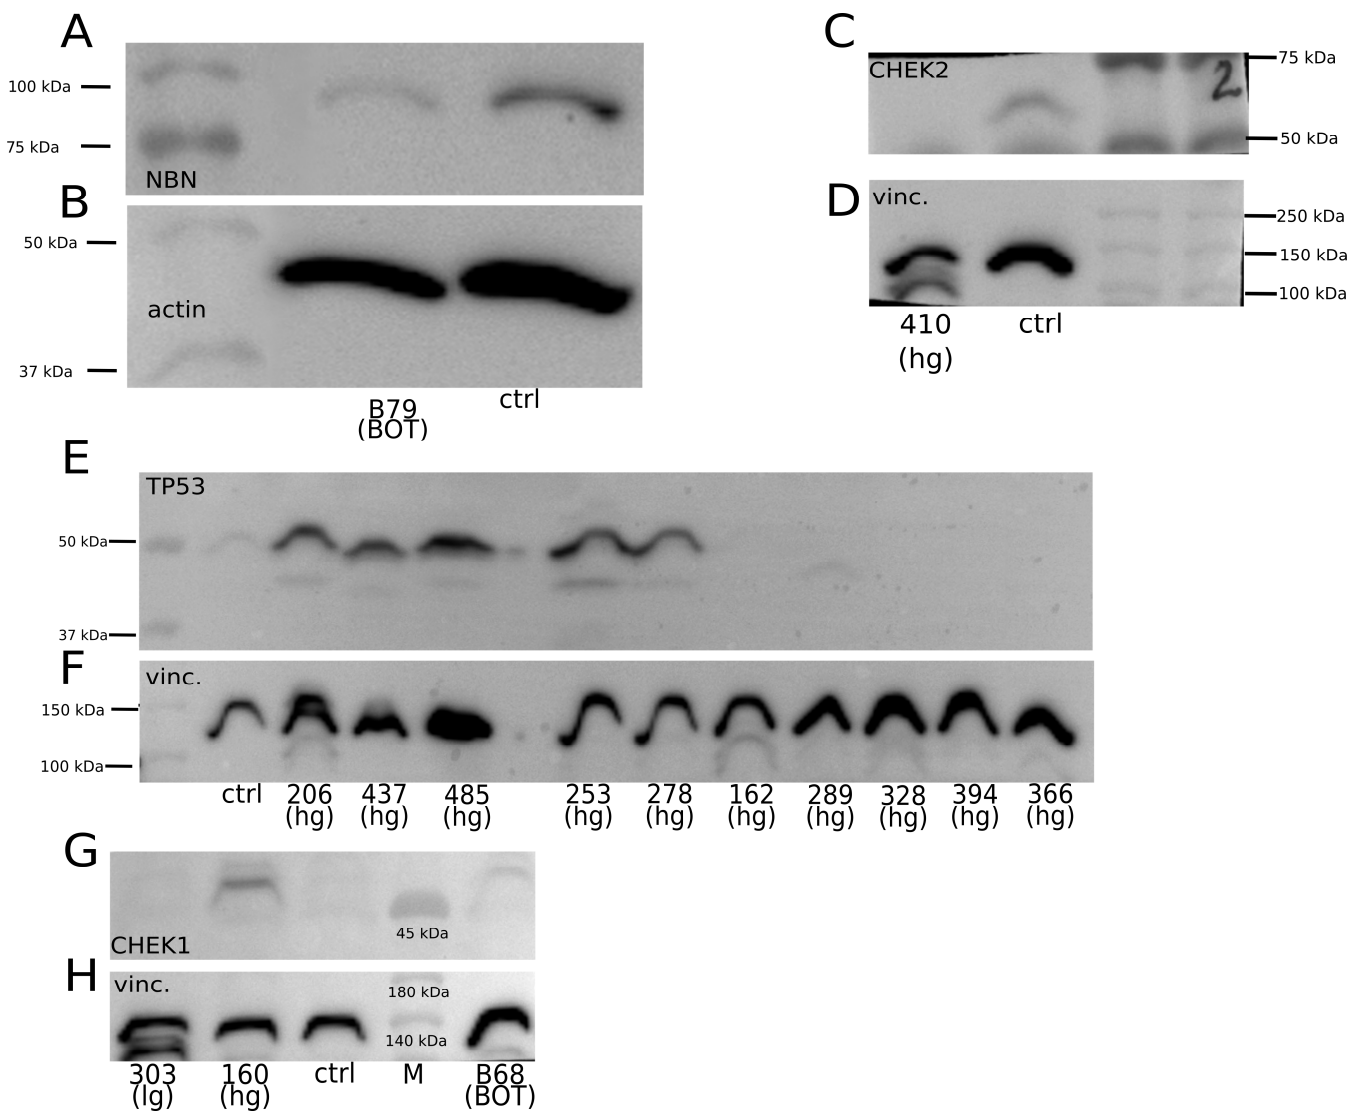 A
100 kDa
75 kDa
NBN
B
50 kDa
actin
37 kDa
B79
(BOT)
ctrl
C
CHEK2
2
75 kDa
50 kDa
D
vinc.
250 kDa
150 kDa
100 kDa
410
(hg)
ctrl
E
TP53
50 kDa
37 kDa
F
vinc.
150 kDa
100 kDa
ctrl 206 437 485 253 278 162 289 328 394 366
(hg) (hg) (hg) (hg) (hg) (hg) (hg) (hg) (hg) (hg)
G
45 kDa
CHEK1
H
vinc.
180 kDa
140 kDa
303 160 ctrl M B68
(lg) (hg) (BOT)